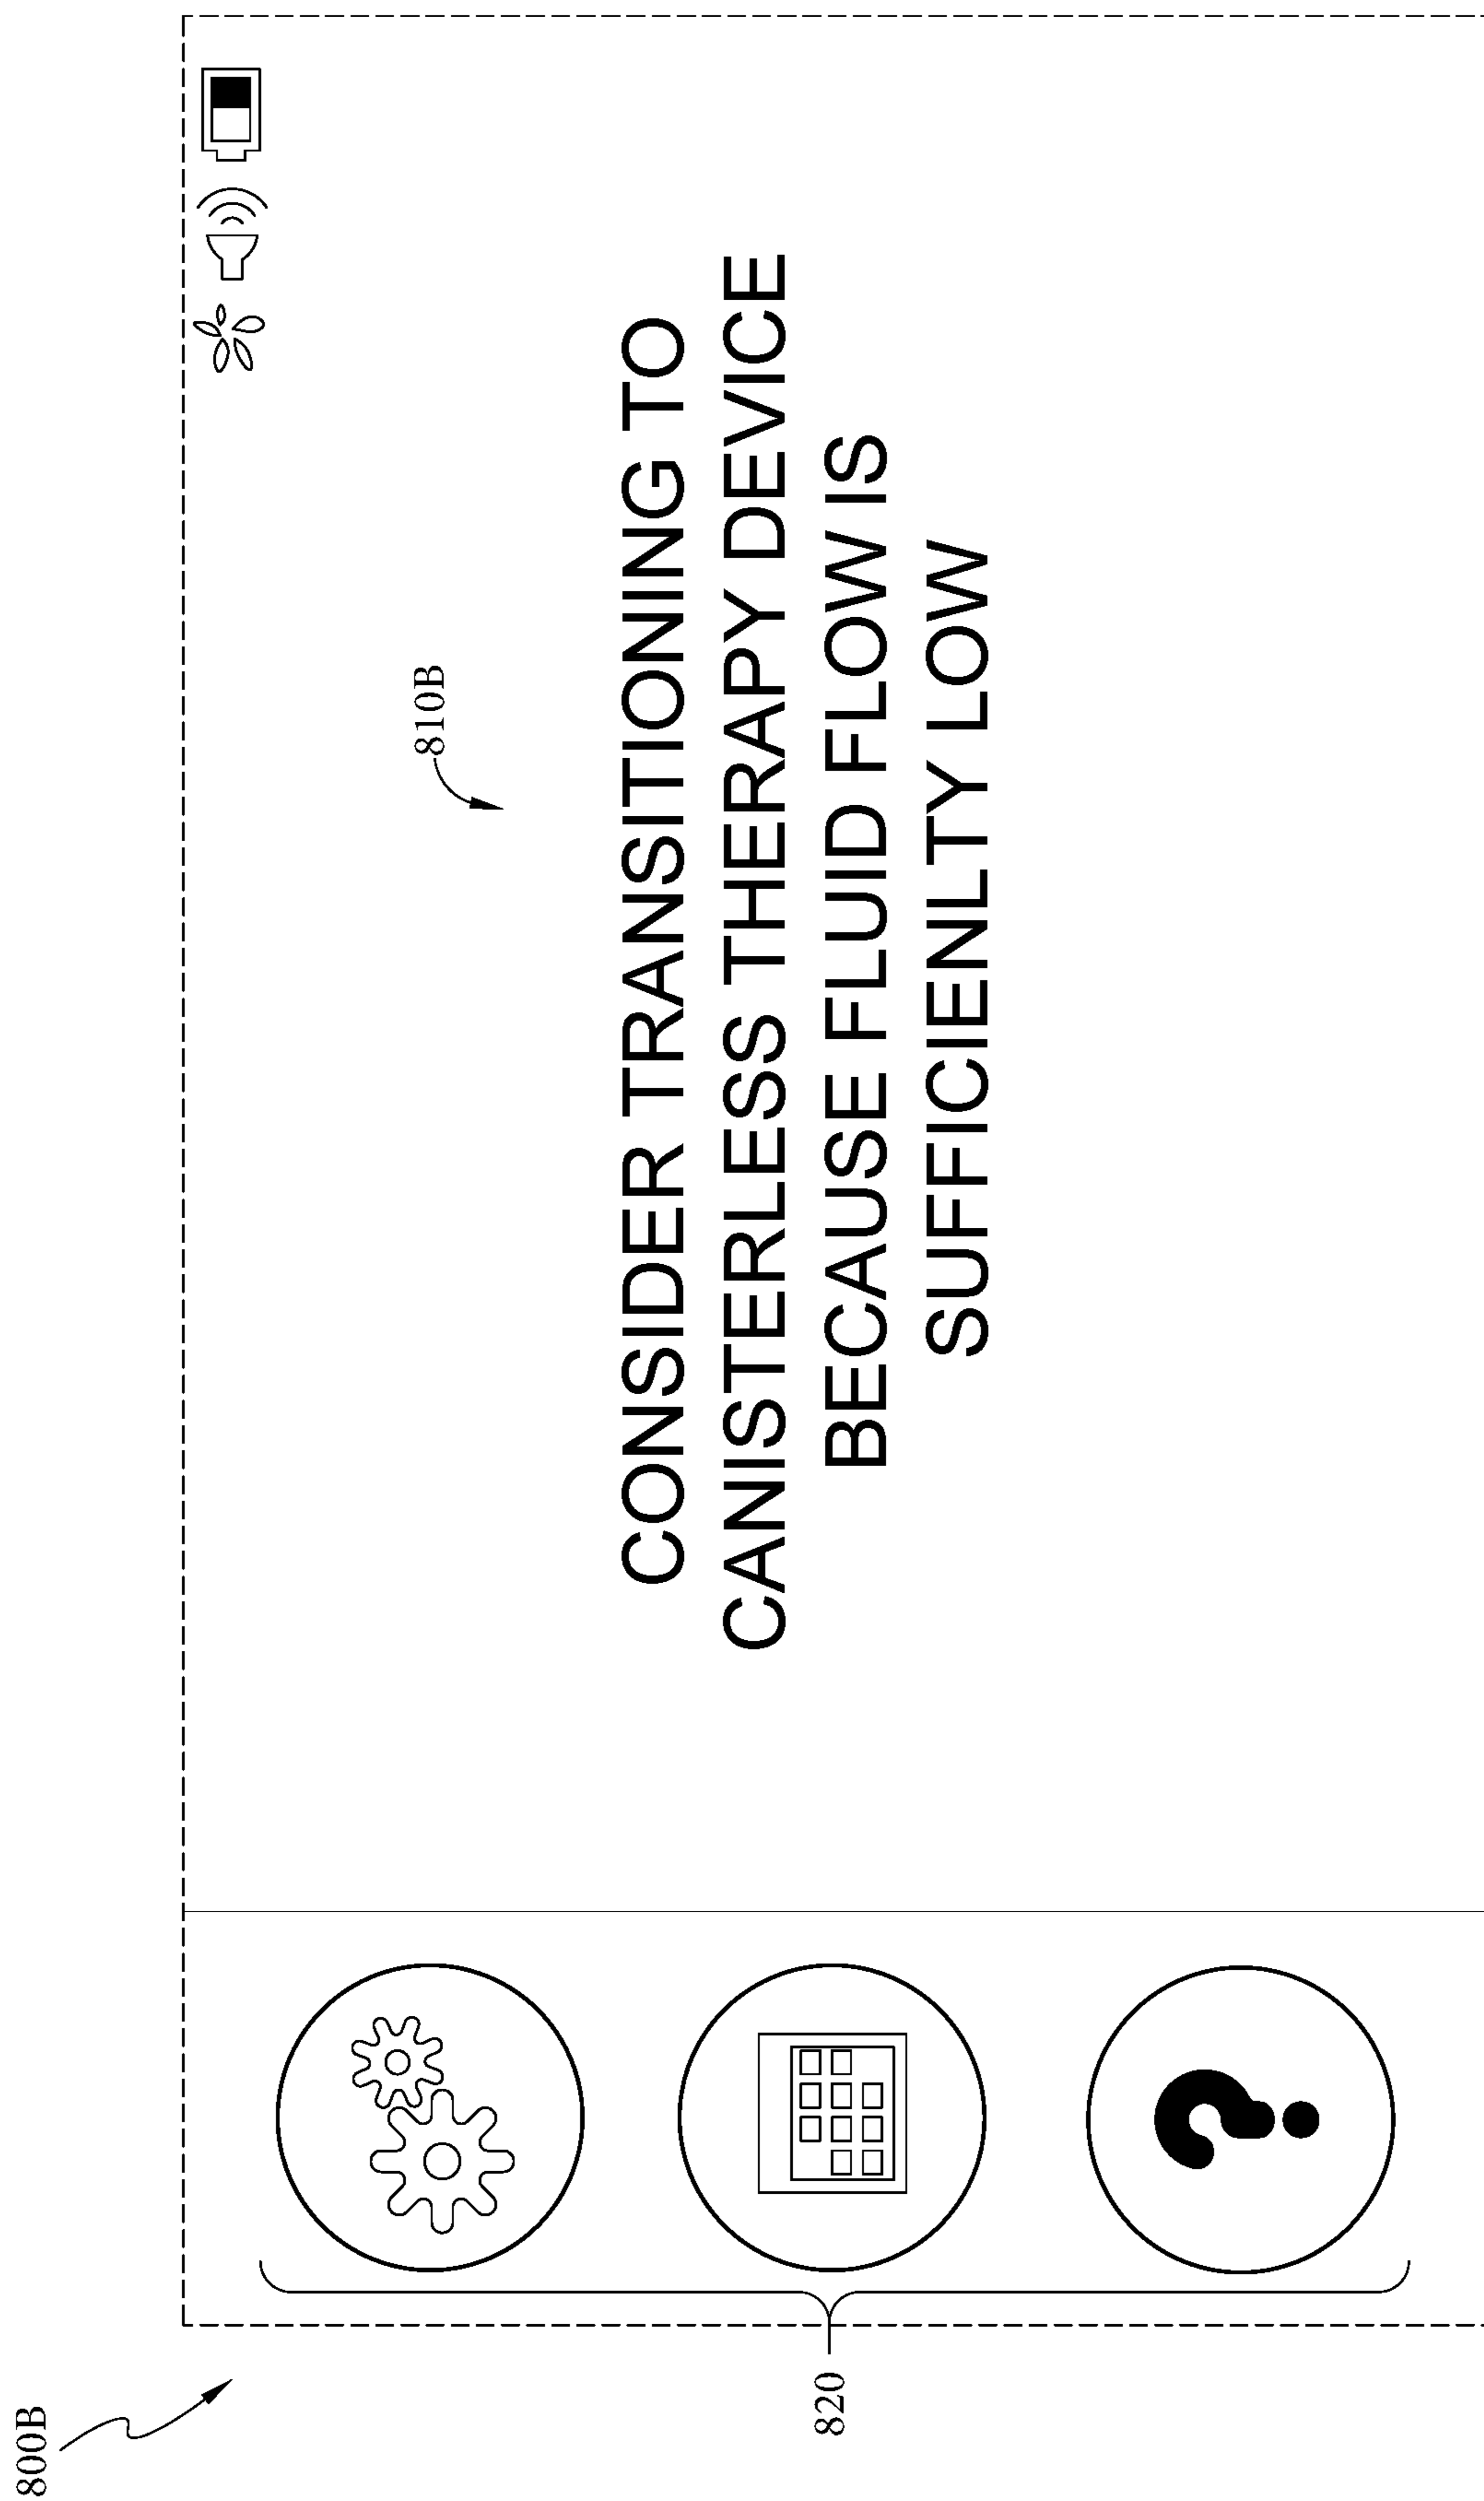 800B
810B
CONSIDER TRANSITIONING TO
CANISTERLESS THERAPY DEVICE
BECAUSE FLUID FLOW IS
SUFFICIENLTY LOW
820
?